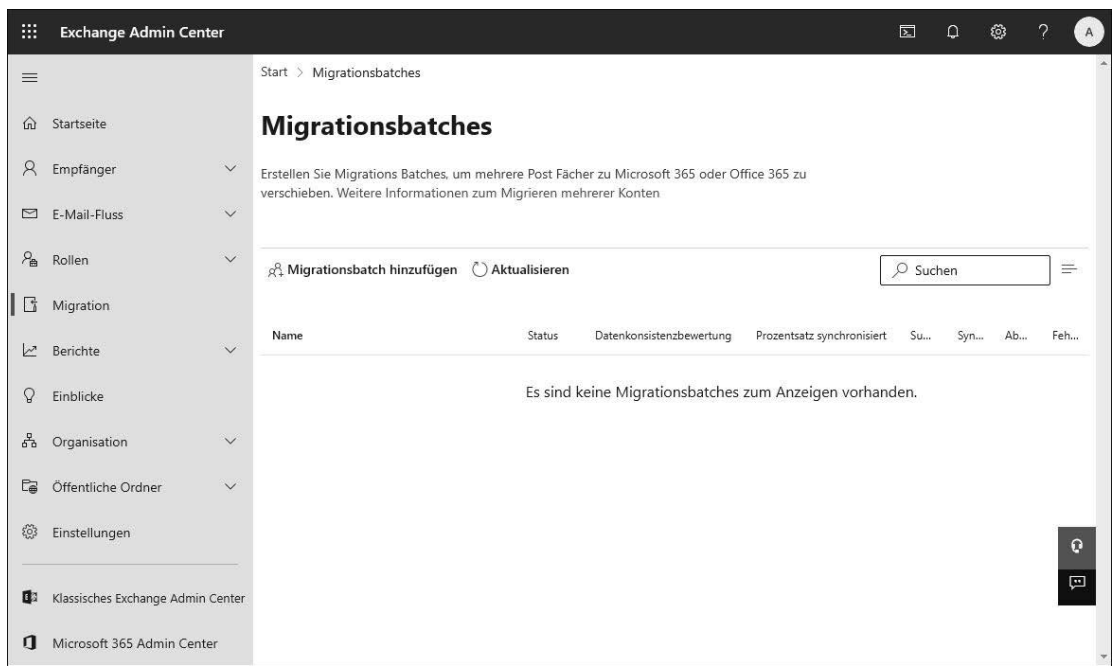 Exchange Admin Center
A
Start > Migrationsbatches
Startseite
Empfänger
E-Mail-Fluss
Rollen
Migration
Berichte
Einblicke
Organisation
Öffentliche Ordner
Einstellungen
Klassisches Exchange Admin Center
Microsoft 365 Admin Center
Migrationsbatches
Erstellen Sie Migrations Batches, um mehrere Post Fächer zu Microsoft 365 oder Office 365 zu
verschieben. Weitere Informationen zum Migrieren mehrerer Konten
Migrationsbatch hinzufügen Aktualisieren Suchen
Name Status Datenkonsistenzbewertung Prozentsatz synchronisiert Su... Syn... Ab... Feh...
Es sind keine Migrationsbatches zum Anzeigen vorhanden.